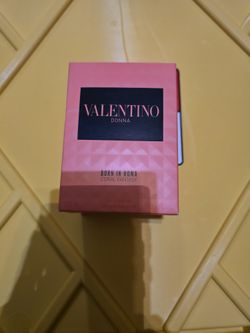 VALENTINO
DONNA
BORN IN ROMA
CORAL FANTASY